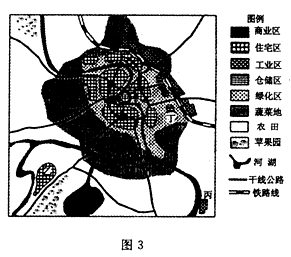 图例
商业区
住宅区
工业区
仓储区
绿化区
蔬菜地
农 田
苹果园
河 湖
干线公路
铁路线
丁
丙
图 3